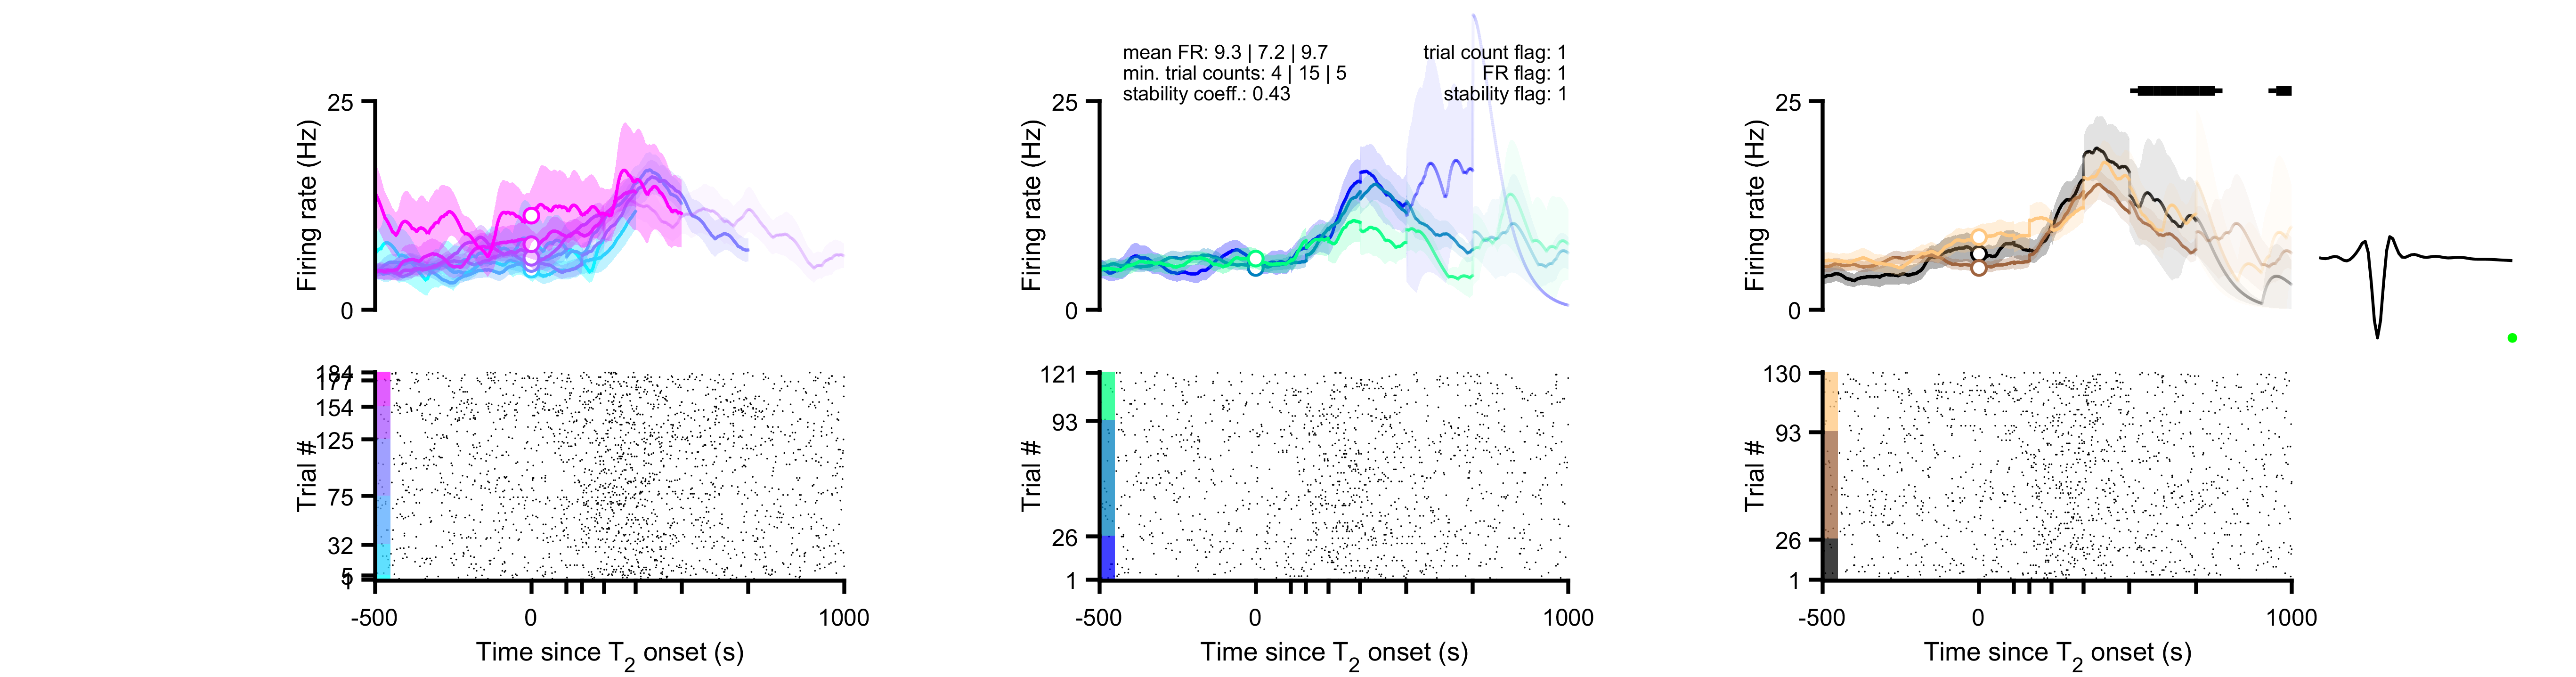 mean FR: 9.3 | 7.2 | 9.7
min. trial counts: 4 | 15 | 5
stability coeff.: 0.43
trial count flag: 1
FR flag: 1
stability flag: 1
25
Firing rate (Hz)
0
25
Firing rate (Hz)
0
25
Firing rate (Hz)
0
184
177
154
125
75
32
5
Trial #
-500
0
1000
Time since T2 onset (s)
121
93
26
1
Trial #
-500
0
1000
Time since T2 onset (s)
130
93
26
1
Trial #
-500
0
1000
Time since T2 onset (s)